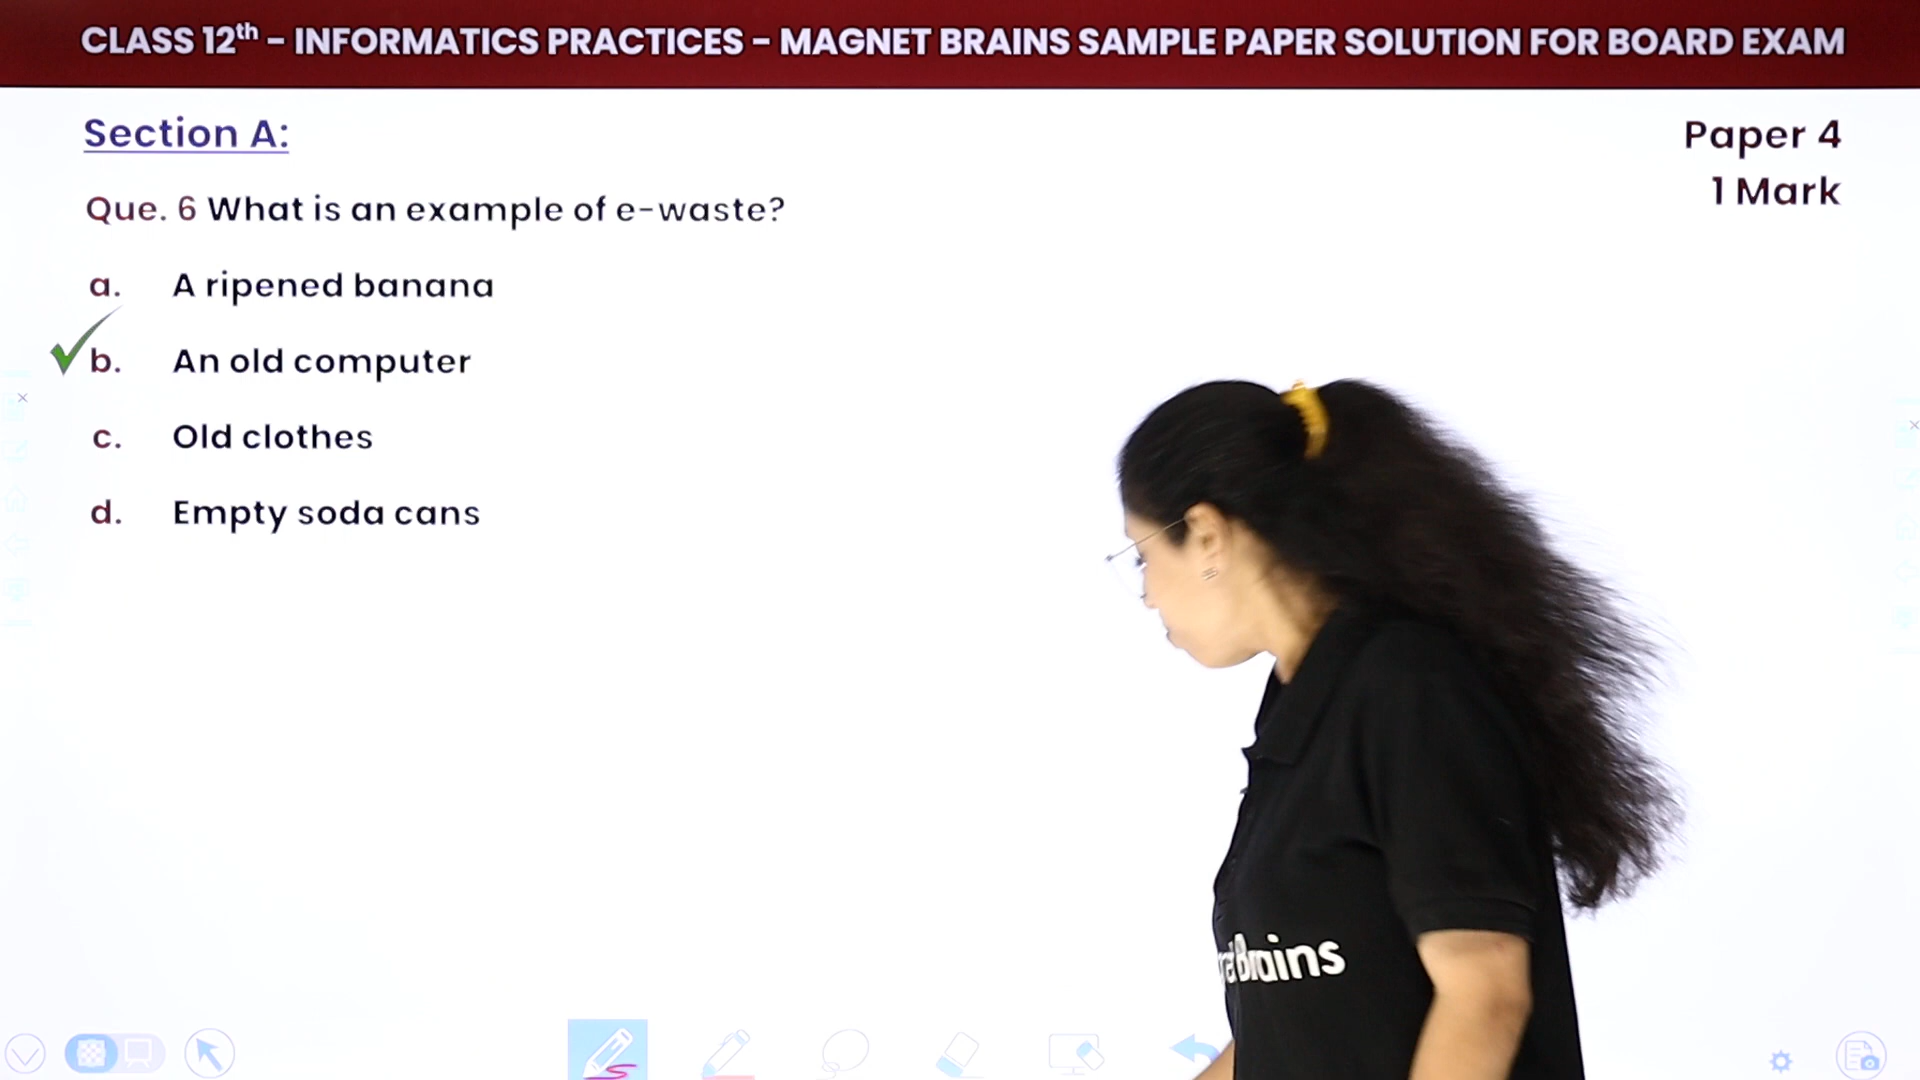 CLASS 12th - INFORMATICS PRACTICES - MAGNET BRAINS SAMPLE PAPER SOLUTION FOR BOARD EXAM
Section A:
Paper 4
1 Mark
Que. 6 What is an example of e-waste?
a. A ripened banana
b. An old computer
c. Old clothes
d. Empty soda cans
Brains